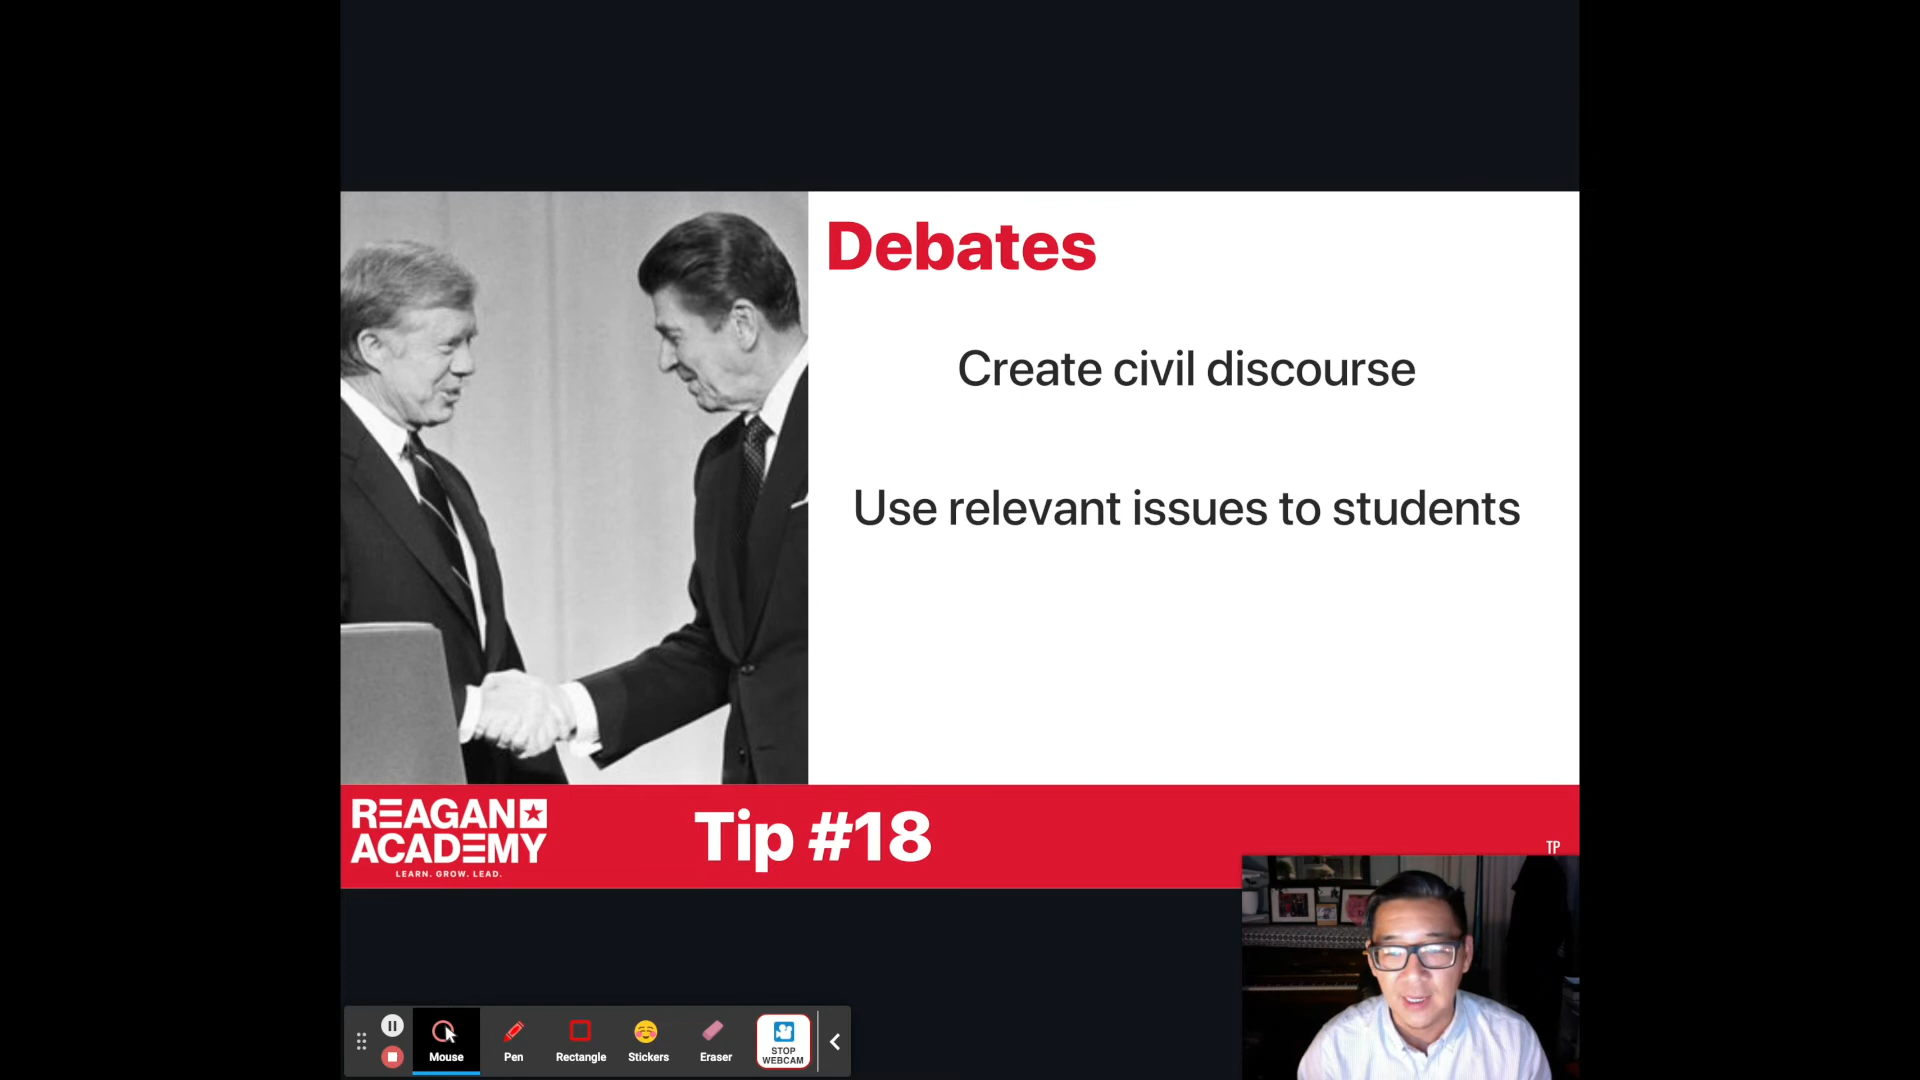 Debates
Create civil discourse
Use relevant issues to students
REAGAN
ACADEMY
LEARN. GROW. LEAD.
Tip #18
TP
Mouse
Pen
Rectangle
Stickers
Eraser
STOP
WEBCAM